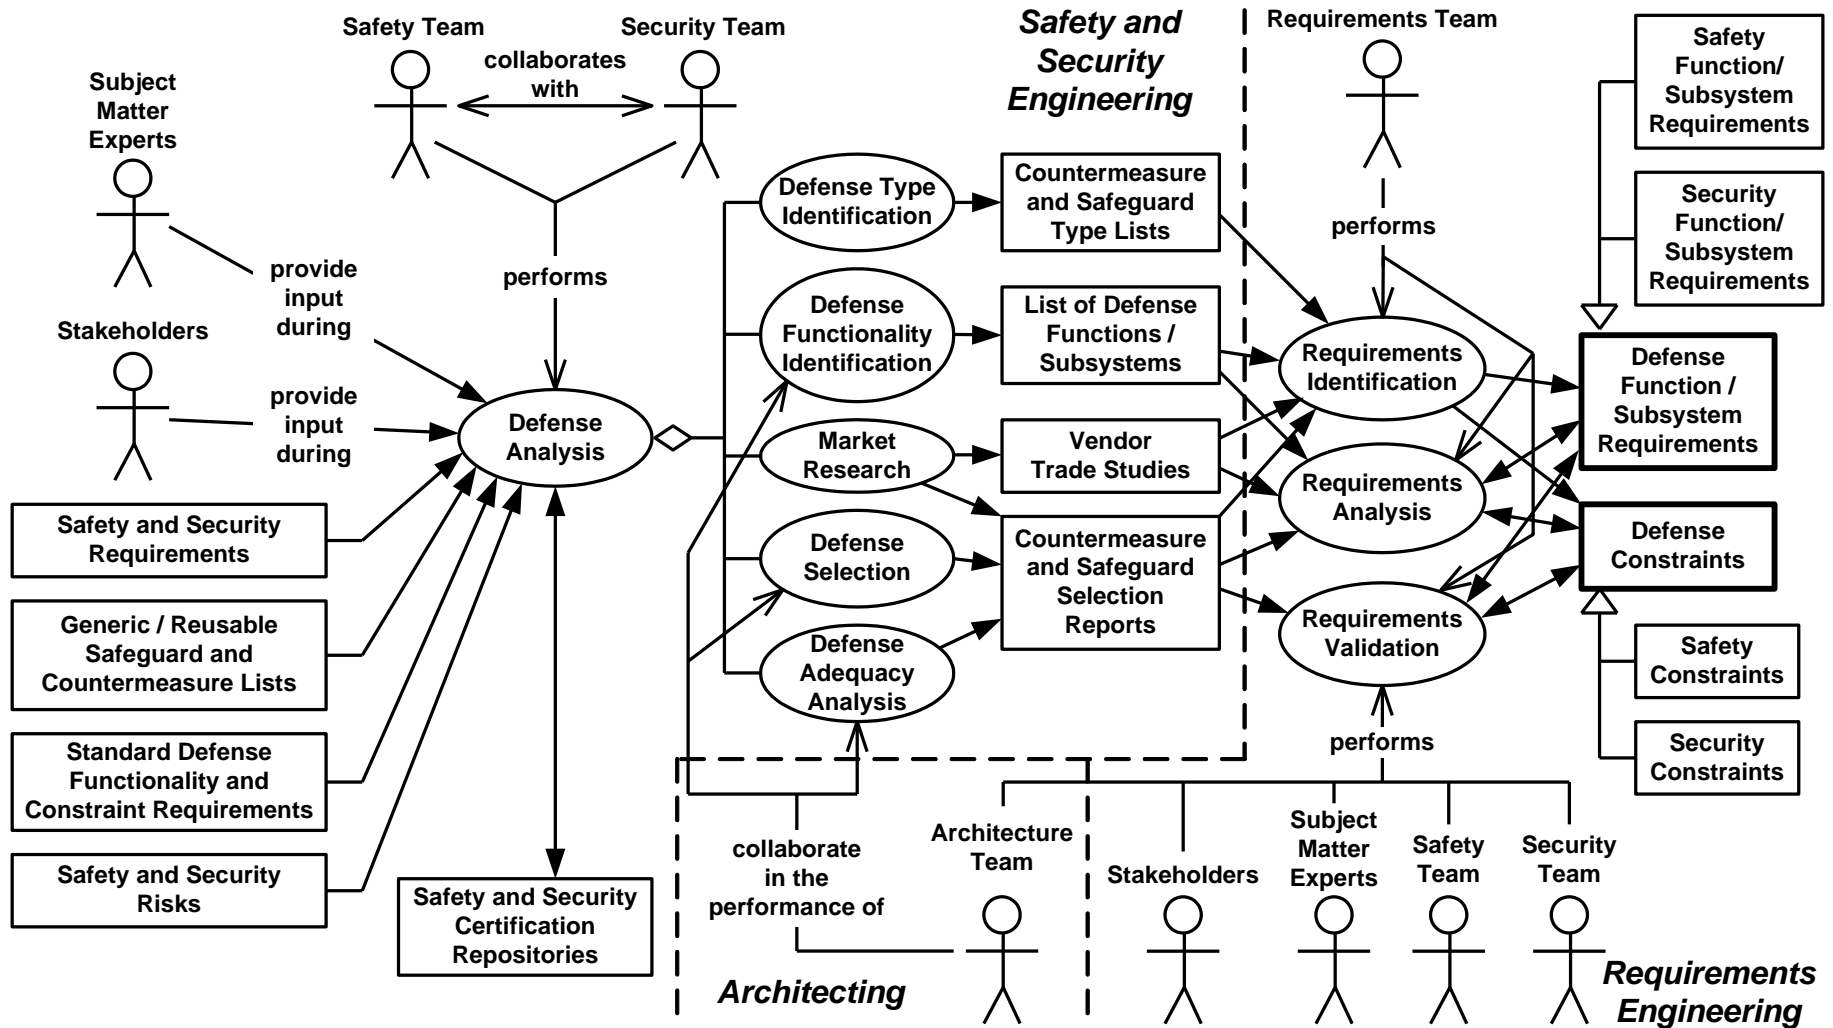 Safety Team
Security Team
collaborates
with
Safety and
Security
Engineering
Requirements Team
Subject
Matter
Experts
Stakeholders
provide
input
during
provide
input
during
performs
performs
Defense
Analysis
Safety and Security
Requirements
Generic / Reusable
Safeguard and
Countermeasure Lists
Standard Defense
Functionality and
Constraint Requirements
Safety and Security
Risks
Safety and Security
Certification
Repositories
Defense Type
Identification
Defense
Functionality
Identification
Market
Research
Defense
Selection
Defense
Adequacy
Analysis
Countermeasure
and Safeguard
Type Lists
List of Defense
Functions /
Subsystems
Vendor
Trade Studies
Countermeasure
and Safeguard
Selection
Reports
Requirements
Identification
Requirements
Analysis
Requirements
Validation
Safety
Function/
Subsystem
Requirements
Security
Function/
Subsystem
Requirements
Defense
Function /
Subsystem
Requirements
Defense
Constraints
Safety
Constraints
Security
Constraints
performs
collaborate
in the
performance of
Architecture
Team
Stakeholders
Subject
Matter
Experts
Safety
Team
Security
Team
Architecting
Requirements
Engineering